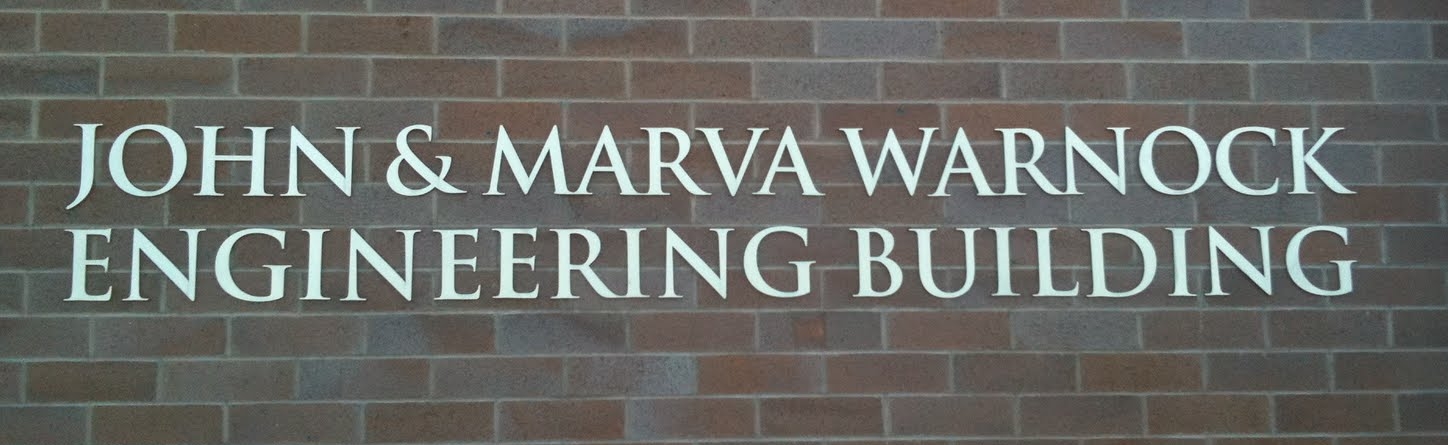 JOHN & MARVA WARNOCK
ENGINEERING BUILDING